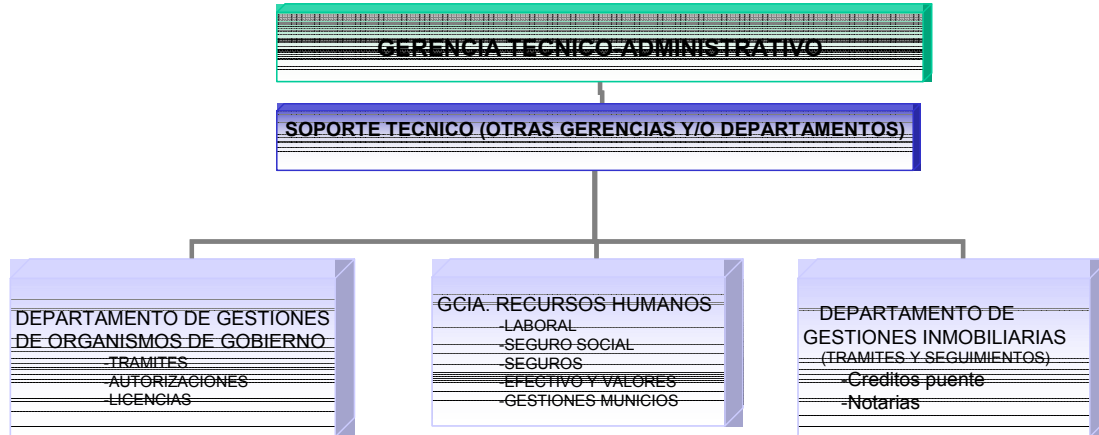 GERENCIA TECNICO ADMINISTRATIVO
SOPORTE TECNICO (OTRAS GERENCIAS Y/O DEPARTAMENTOS)
DEPARTAMENTO DE GESTIONES
DE ORGANISMOS DE GOBIERNO
-TRAMITES
-AUTORIZACIONES
-LICENCIAS
GCIA. RECURSOS HUMANOS
-LABORAL
-SEGURO SOCIAL
-SEGUROS
-EFECTIVO Y VALORES
-GESTIONES MUNICIOS
DEPARTAMENTO DE
GESTIONES INMOBILIARIAS
(TRAMITES Y SEGUIMIENTOS)
-Creditos puente
-Notarias